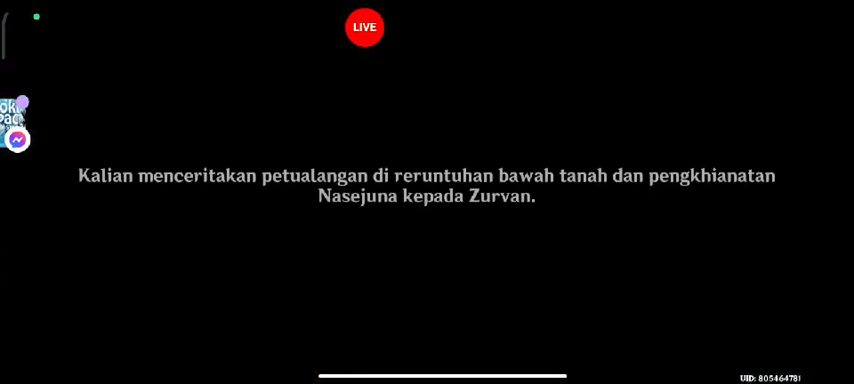 LIVE
Kalian menceritakan petualangan di reruntuhan bawah tanah dan pengkhianatan
Nasejuna kepada Zurvan.
UID: 805464781